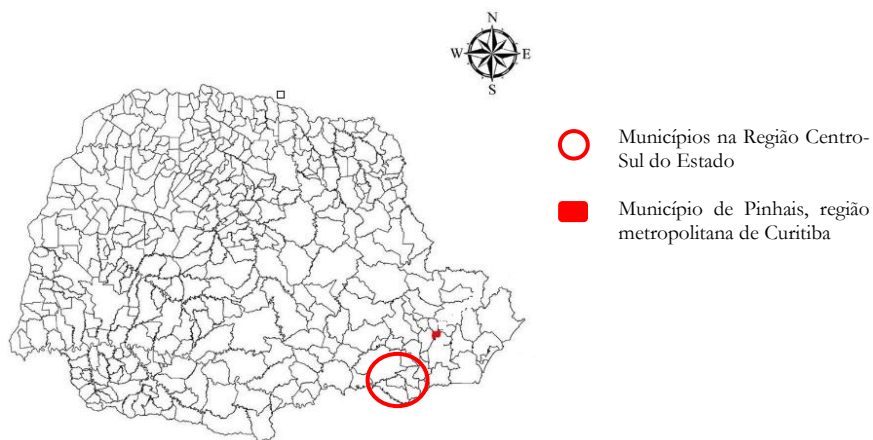 N
W E
S
Municípios na Região Centro-
Sul do Estado
Município de Pinhais, região
metropolitana de Curitiba